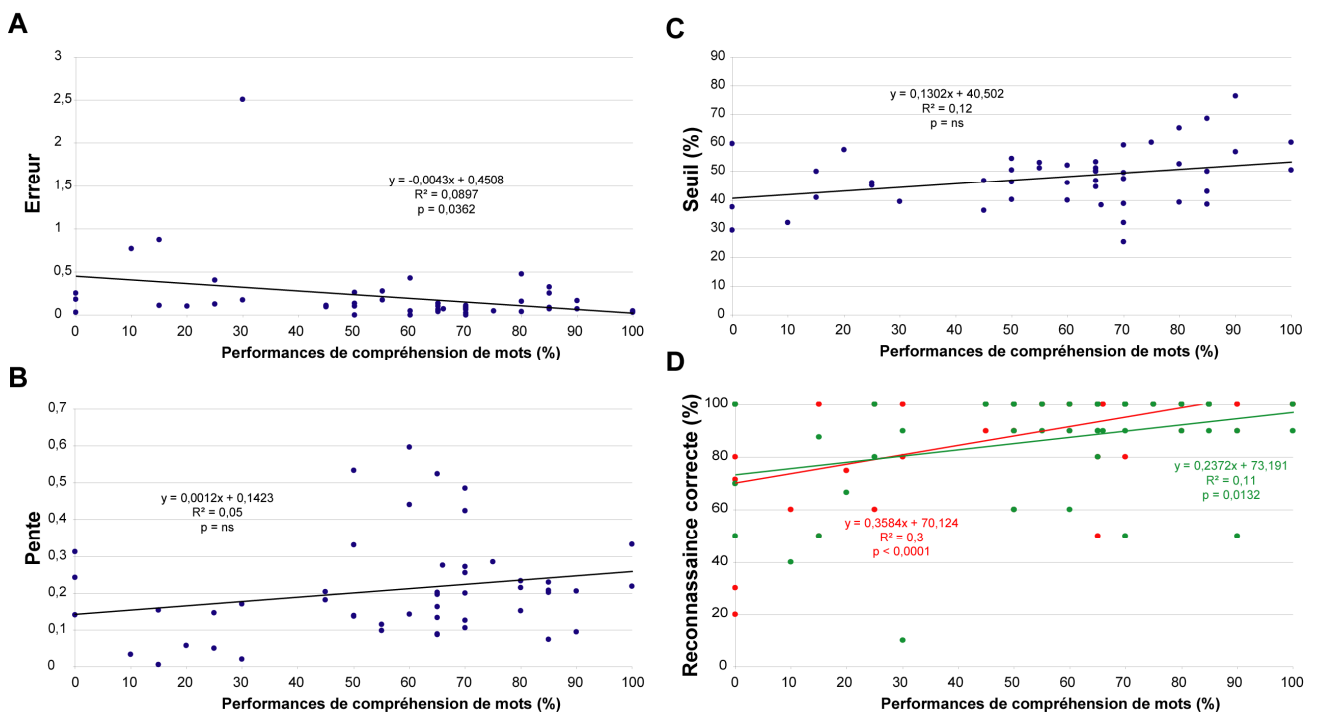 A
3
2,5
2
1,5
1
0,5
0
Erreur
y = -0,0043x + 0,4508
R² = 0,0897
p = 0,0362
0 10 20 30 40 50 60 70 80 90 100
Performances de compréhension de mots (%)
B
0,7
0,6
0,5
0,4
0,3
0,2
0,1
0
Pente
y = 0,0012x + 0,1423
R² = 0,05
p = ns
0 10 20 30 40 50 60 70 80 90 100
Performances de compréhension de mots (%)
C
90
80
70
60
50
40
30
20
10
0
Seuil (%)
y = 0,1302x + 40,502
R² = 0,12
p = ns
0 10 20 30 40 50 60 70 80 90 100
Performances de compréhension de mots (%)
D
100
80
60
40
20
0
Reconnassaince correcte (%)
y = 0,2372x + 73,191
R² = 0,11
p = 0,0132
y = 0,3584x + 70,124
R² = 0,3
p < 0,0001
0 10 20 30 40 50 60 70 80 90 100
Performances de compréhension de mots (%)